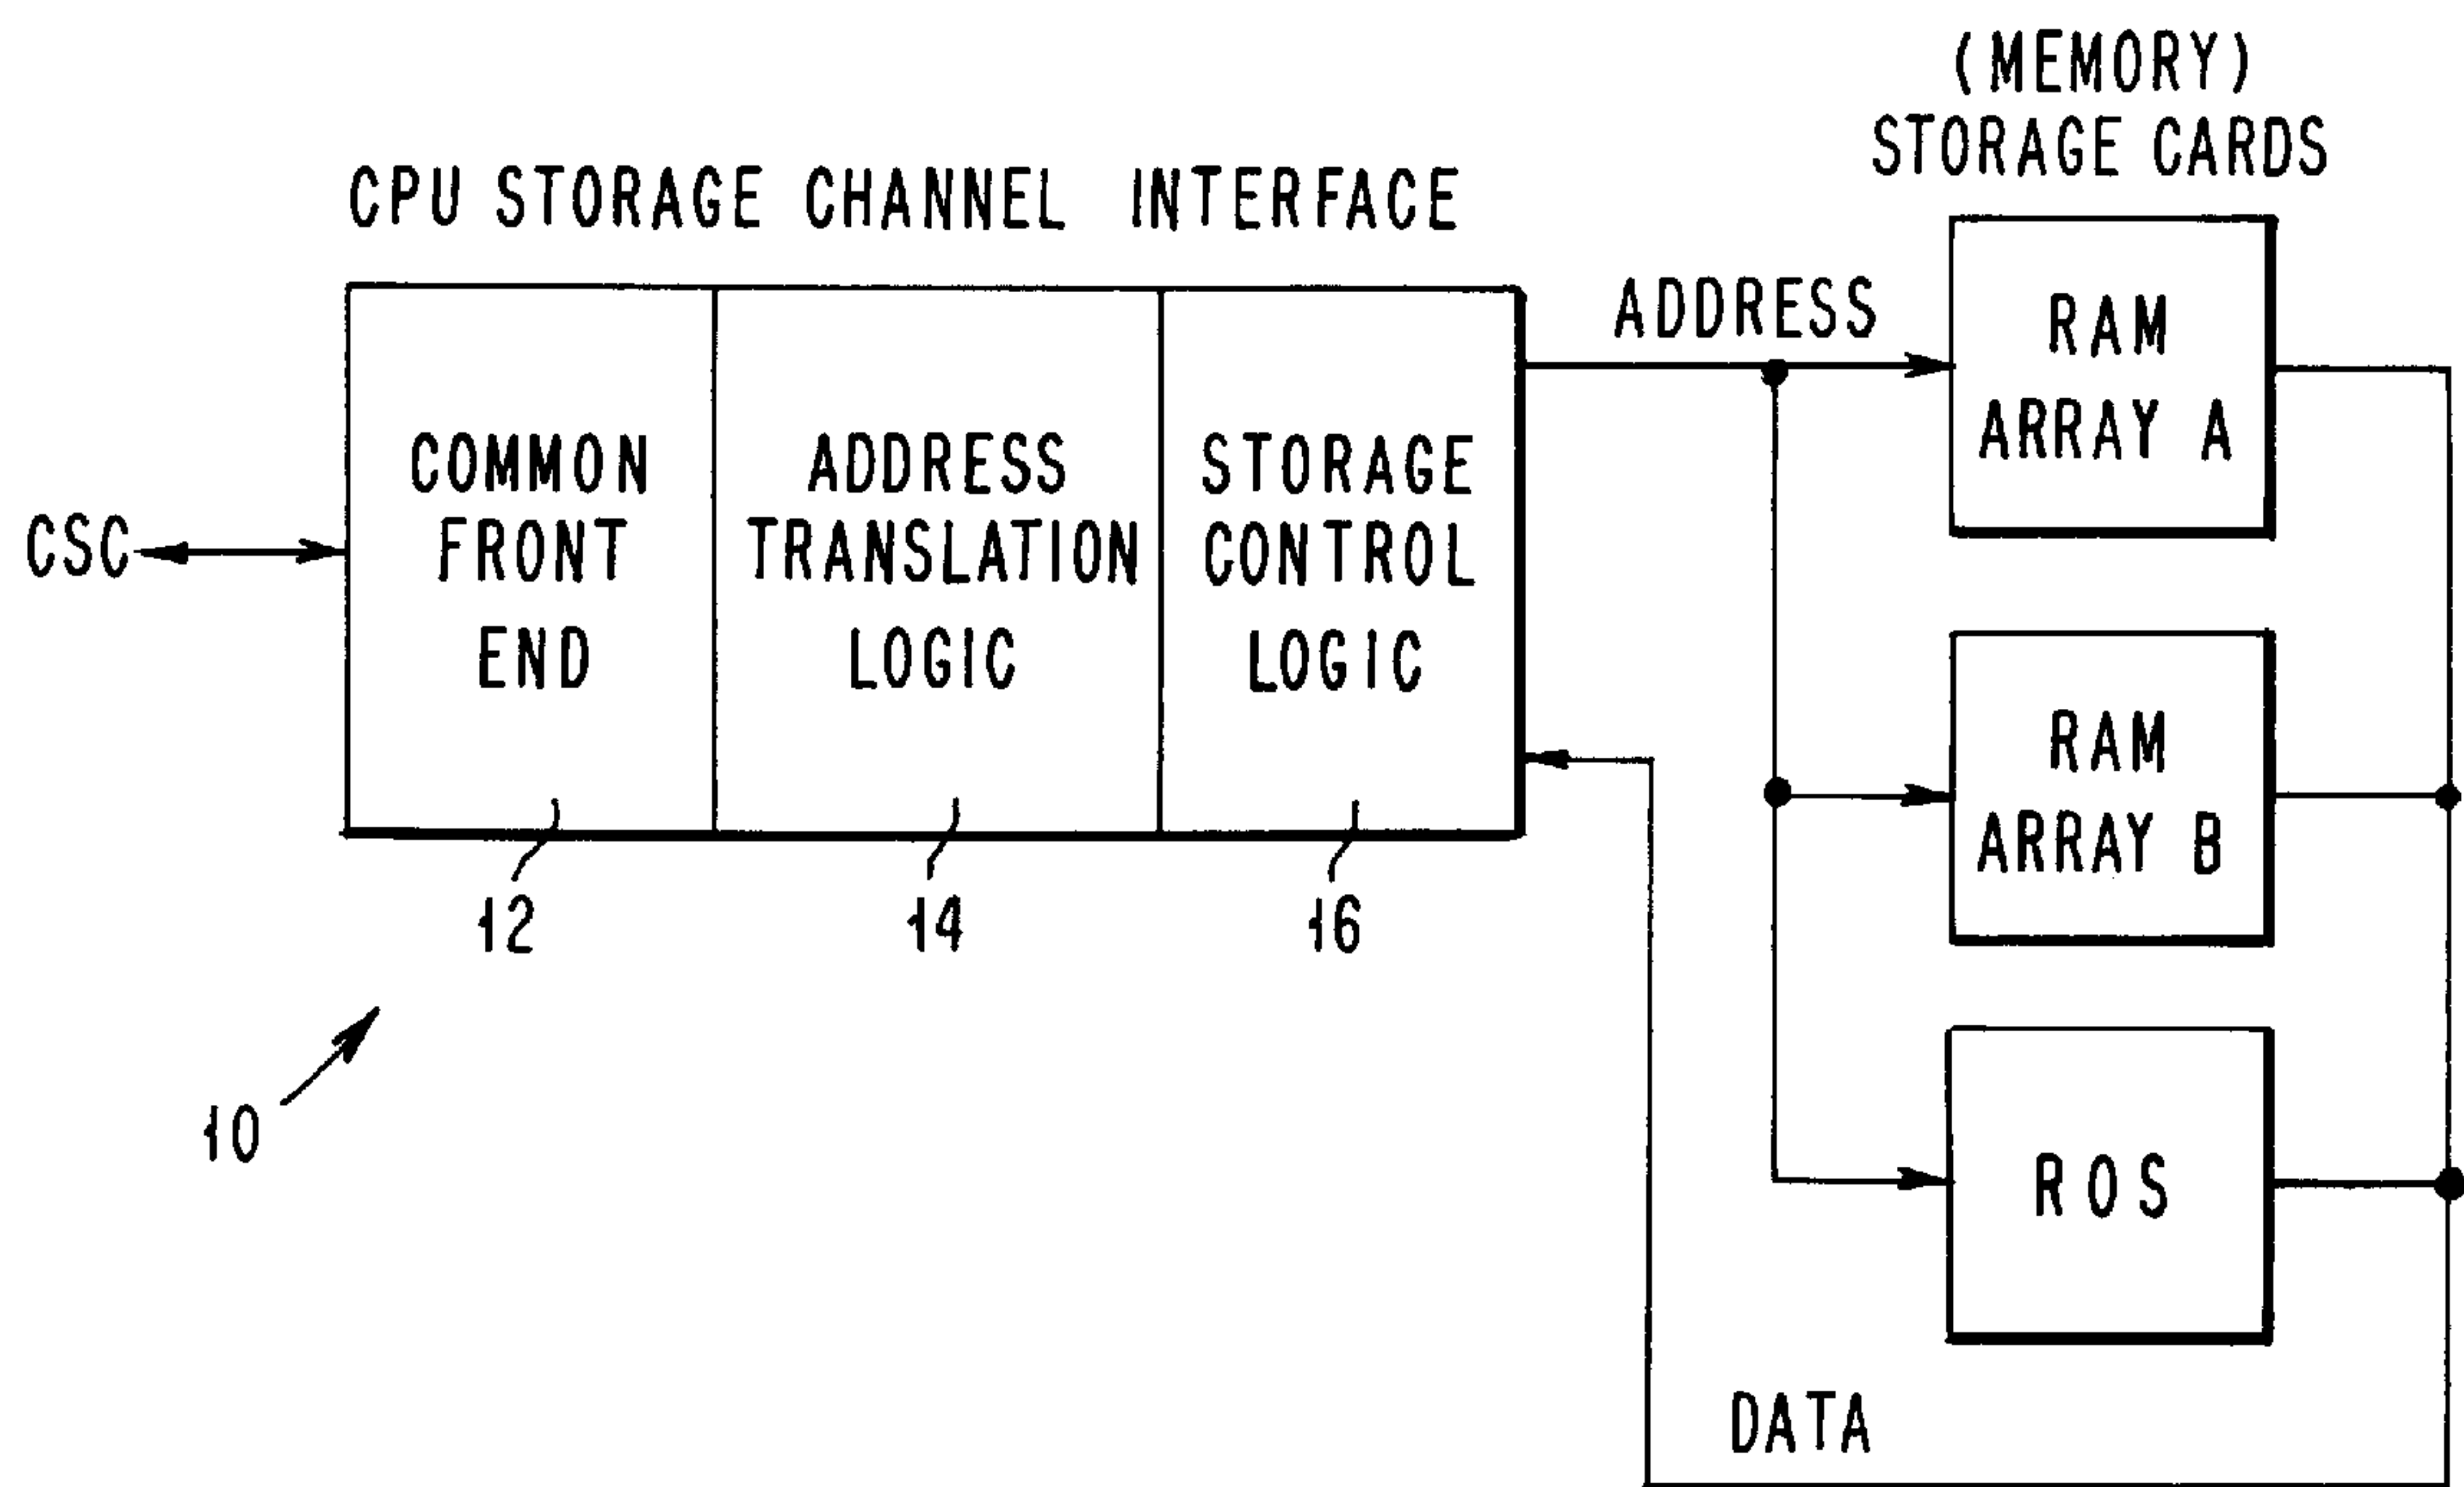 (MEMORY)
STORAGE CARDS
CPU STORAGE CHANNEL INTERFACE
ADDRESS
RAM
ARRAY A
COMMON
FRONT
END
ADDRESS
TRANSLATION
LOGIC
STORAGE
CONTROL
LOGIC
CSC
RAM
ARRAY B
12
14
16
10
ROS
DATA